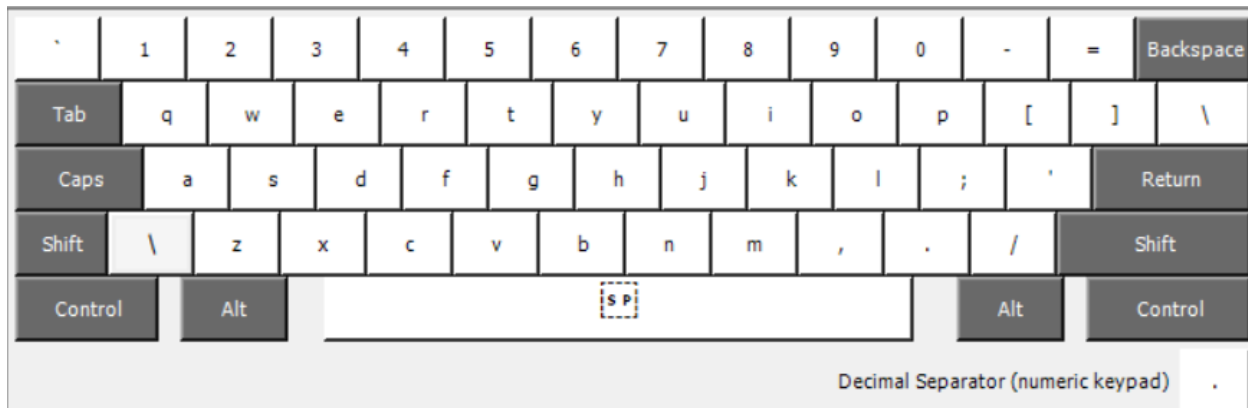 ` 1 2 3 4 5 6 7 8 9 0 - = Backspace
Tab q w e r t y u i o p [ ] \
Caps a s d f g h j k l ; ' Return
Shift \ z x c v b n m , . / Shift
Control Alt SP Alt Control
Decimal Separator (numeric keypad) .